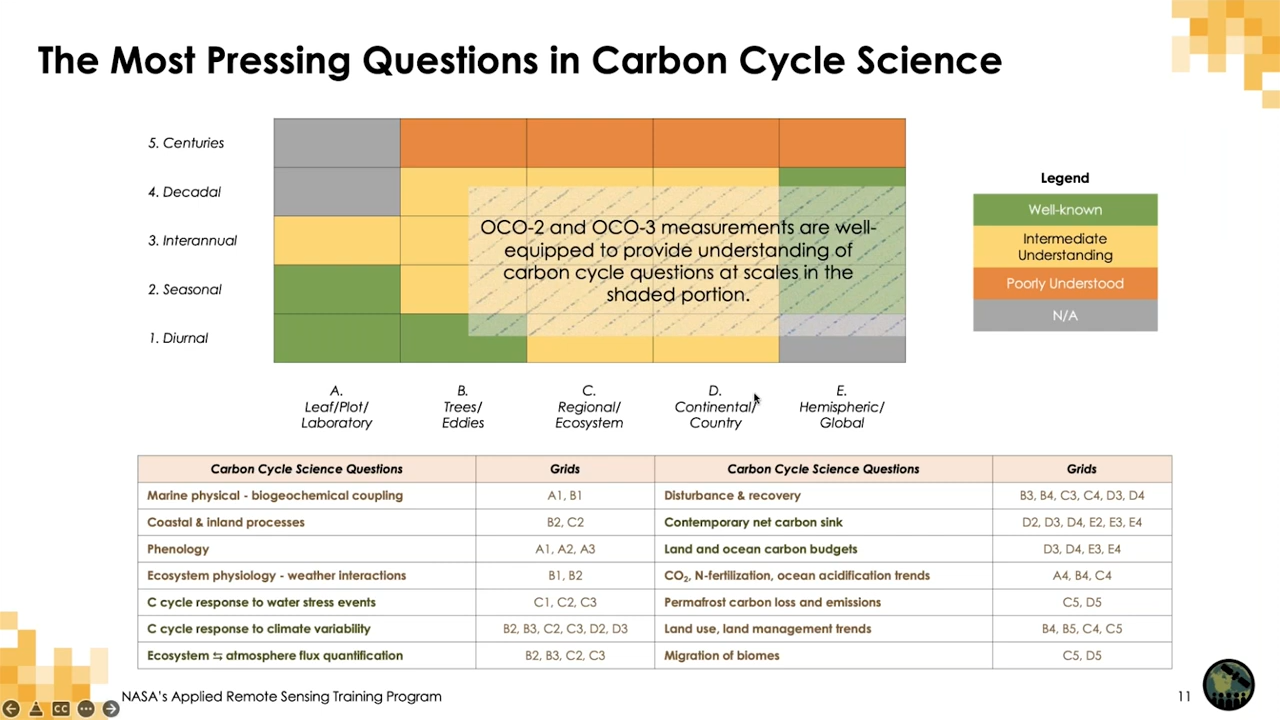 The Most Pressing Questions in Carbon Cycle Science
5. Centuries
4. Decadal
3. Interannual
2. Seasonal
1. Diurnal
OCO-2 and OCO-3 measurements are well-
equipped to provide understanding of
carbon cycle questions at scales in the
shaded portion.
Legend
Well-known
Intermediate
Understanding
Poorly Understood
N/A
A.
Leaf/Plot/
Laboratory
B.
Trees/
Eddies
C.
Regional/
Ecosystem
D.
Continental/
Country
E.
Hemispheric/
Global
Carbon Cycle Science Questions Grids Carbon Cycle Science Questions Grids
Marine physical - biogeochemical coupling A1, B1 Disturbance & recovery B3, B4, C3, C4, D3, D4
Coastal & inland processes B2, C2 Contemporary net carbon sink D2, D3, D4, E2, E3, E4
Phenology A1, A2, A3 Land and ocean carbon budgets D3, D4, E3, E4
Ecosystem physiology - weather interactions B1, B2 CO₂, N-fertilization, ocean acidification trends A4, B4, C4
C cycle response to water stress events C1, C2, C3 Permafrost carbon loss and emissions C5, D5
C cycle response to climate variability B2, B3, C2, C3, D2, D3 Land use, land management trends B4, B5, C4, C5
Ecosystem ⇆ atmosphere flux quantification B2, B3, C2, C3 Migration of biomes C5, D5
CC
NASA's Applied Remote Sensing Training Program
11